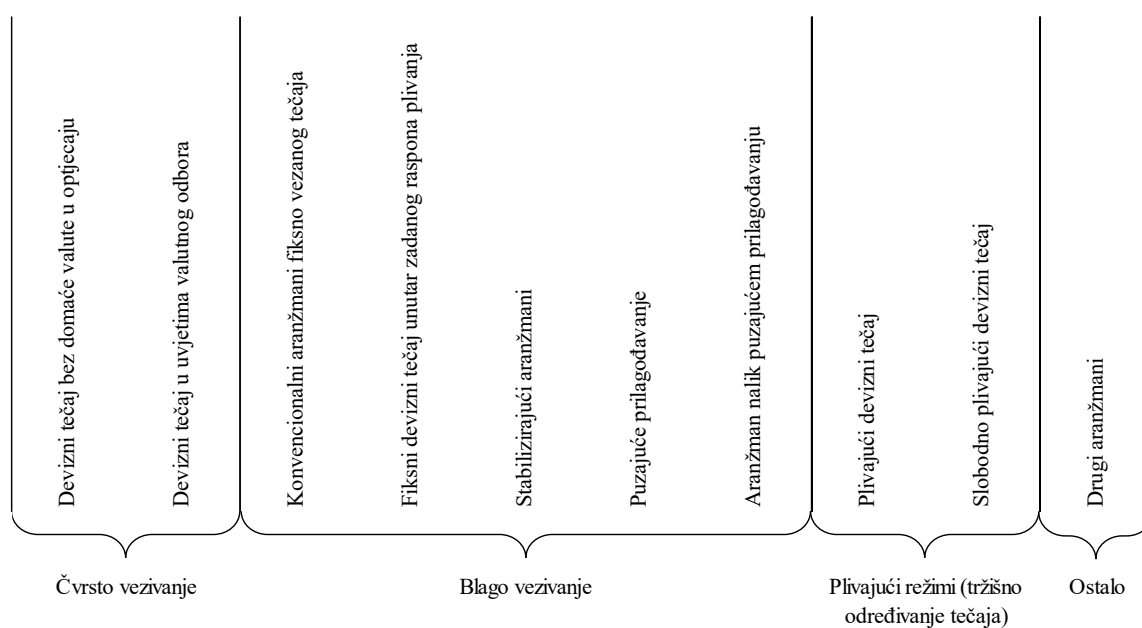 Devizni tečaj bez domaće valute u optjecaju
Devizni tečaj u uvjetima valutnog odbora
Konvencionalni aranžmani fiksno vezanog tečaja
Fiksni devizni tečaj unutar zadanog raspona plivanja
Stabilizirajući aranžmani
Puzajuće prilagođavanje
Aranžman nalik puzajućem prilagođavanju
Plivajući devizni tečaj
Slobodno plivajući devizni tečaj
Drugi aranžmani
Čvrsto vezivanje
Blago vezivanje
Plivajući režimi (tržišno
određivanje tečaja)
Ostalo